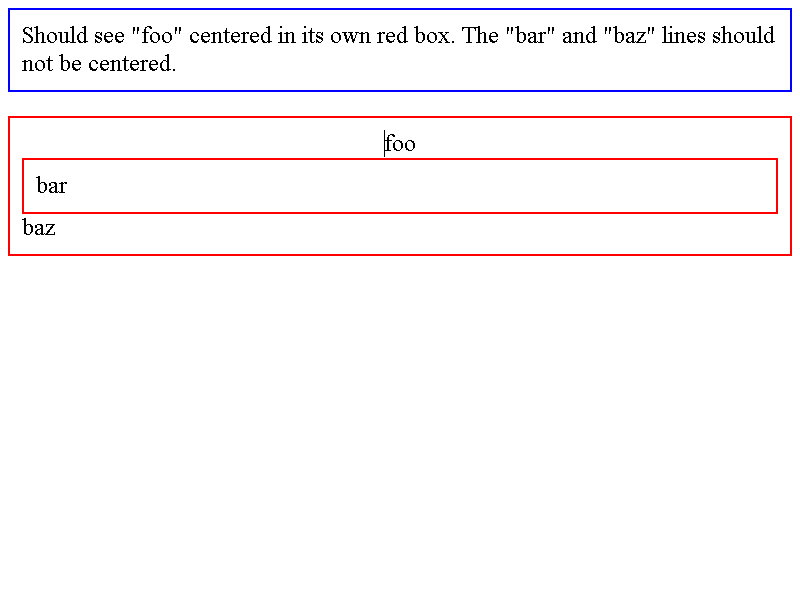 Should see "foo" centered in its own red box. The "bar" and "baz" lines should
not be centered.
foo
bar
baz